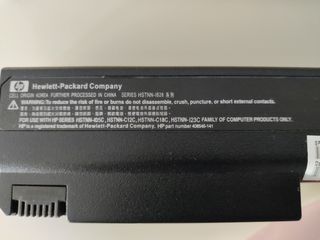 hp Hewlett-Packard Company
CELL ORIGIN KOREA FURTHER PROCESSED IN CHINA SERIES HSTNN-IB28 系列
WARNING: To reduce the risk of fire or burns do not disassemble, crush, puncture, or short external contacts.
FOR USE WITH HP SERIES HSTNN-I05C, HSTNN-C12C, HSTNN-C18C, HSTNN-I23C FAMILY OF COMPUTER PRODUCTS ONLY.
HP is a registered trademark of Hewlett-Packard Company. HP part number 408545-141